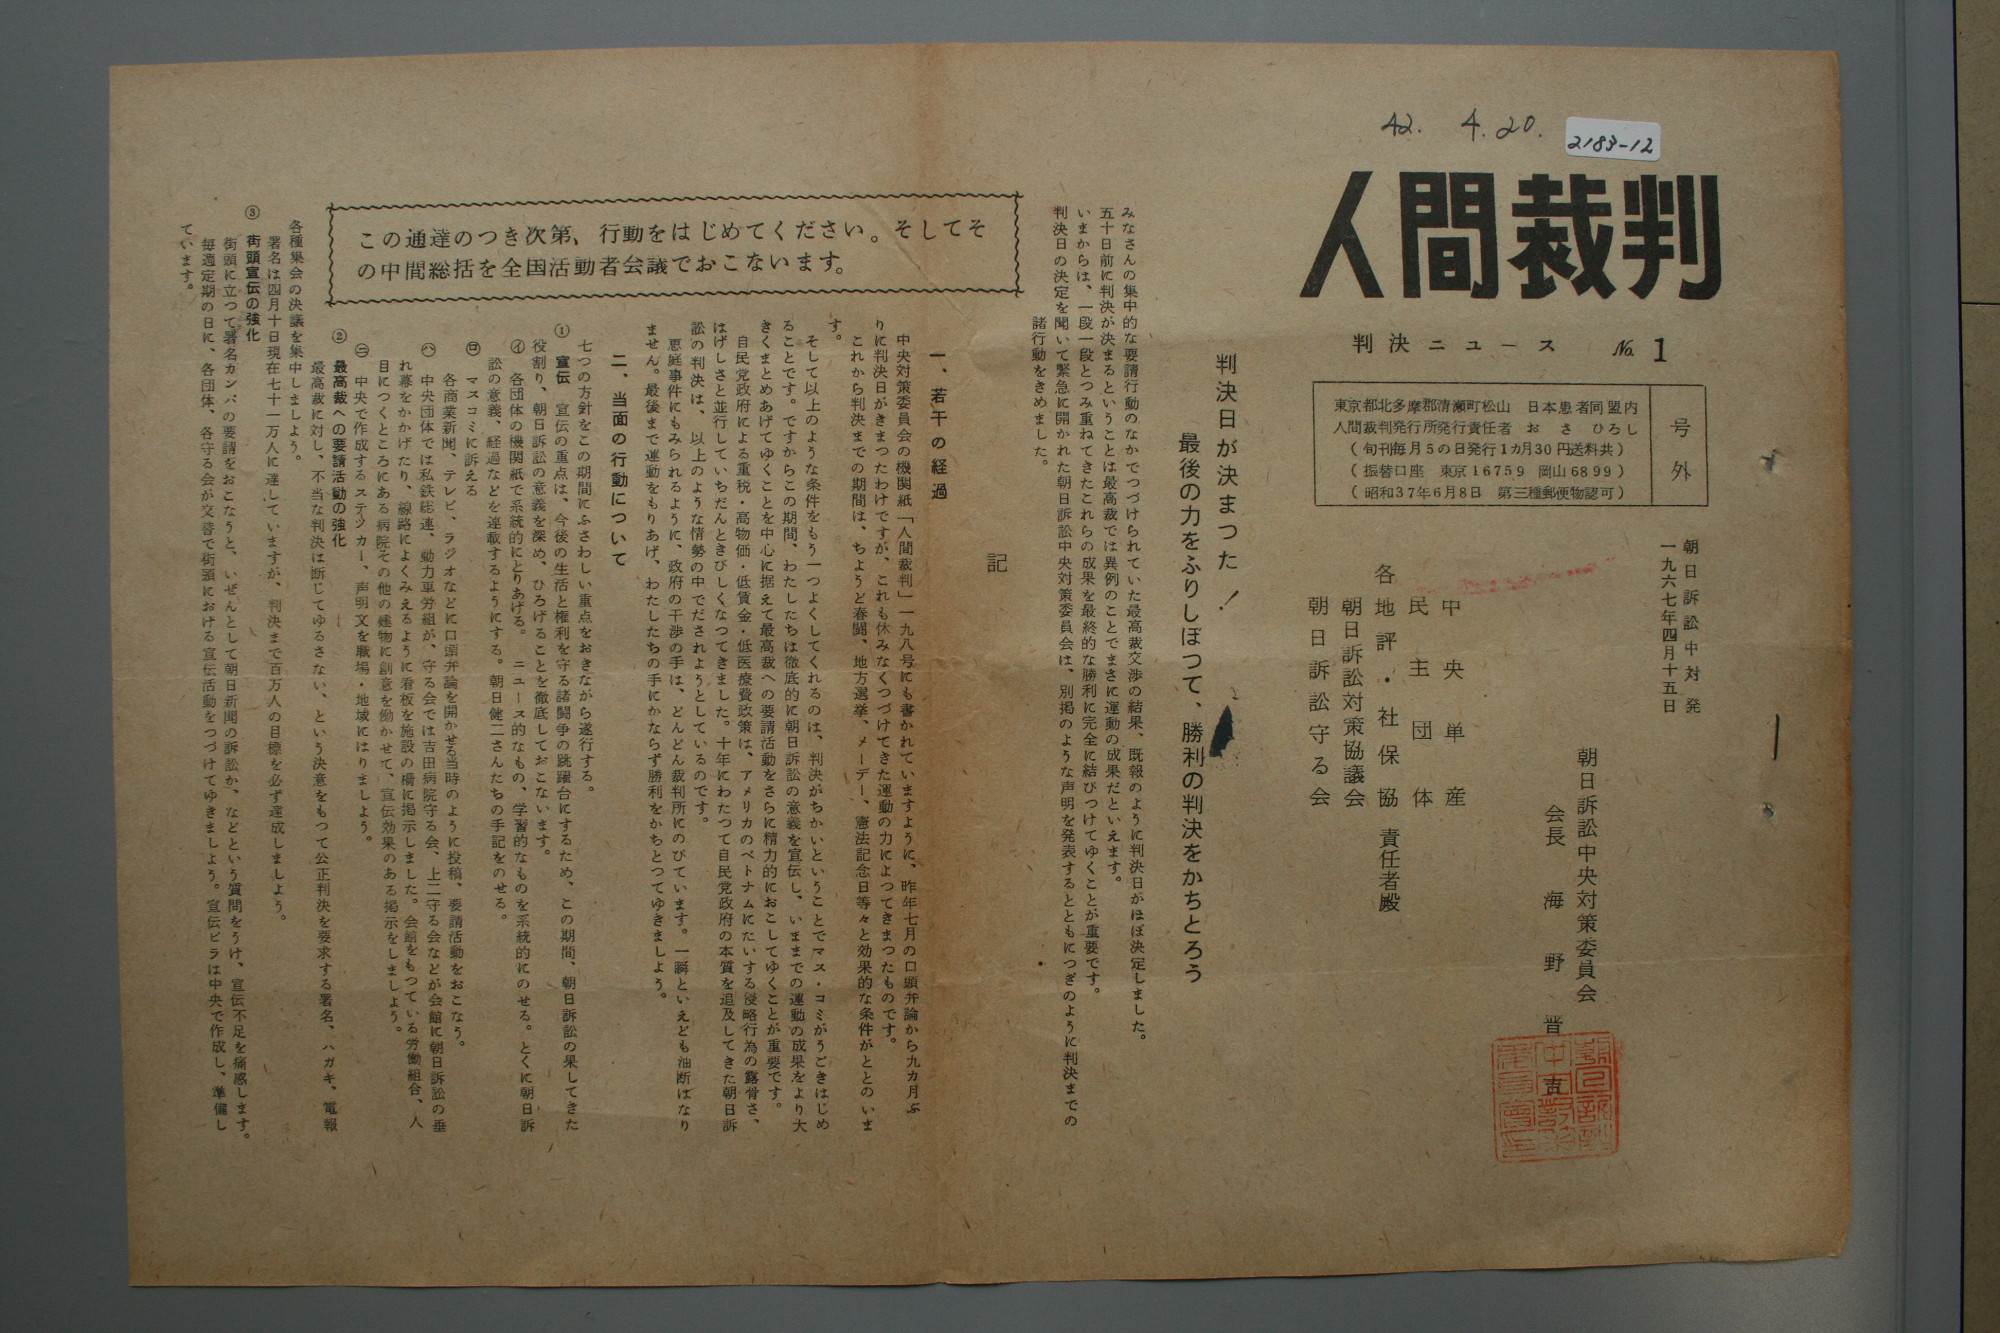 42. 4.20.
2183-12
人間裁判
判決ニュース No.1
東京都北多摩郡清瀬町松山 日本患者同盟内
人間裁判発行所発行責任者 おさひろし
(旬刊毎月5の日発行1カ月30円送料共)
(振替口座 東京16759 岡山6899)
(昭和37年6月8日 第三種郵便物認可)
号外
朝日訴訟中対発
一九六七年四月十五日
朝日訴訟中央対策委員会
会長 海野晋吉
中央単産
民主団体
各地評・社保協 責任者殿
朝日訴訟対策協議会
朝日訴訟守る会
判決日が決まつた!
最後の力をふりしぼつて、勝利の判決をかちとろう
みなさんの集中的な要請行動のなかでつづけられていた最高裁交渉の結果、既報のように判決日がほぼ決定しました。
五十日前に判決が決まるということは最高裁では異例のことでまさに運動の成果だといえます。
いまからは、一段一段とつみ重ねてきたこれらの成果を最終的な勝利に完全に結びつけてゆくことが重要です。
判決日の決定を聞いて緊急に開かれた朝日訴訟中央対策委員会は、別掲のような声明を発表するとともにつぎのように判決までの
諸行動をきめました。
記
この通達のつき次第、行動をはじめてください。そしてそ
の中間総括を全国活動者会議でおこないます。
一、若干の経過
中央対策委員会の機関紙「人間裁判」一九八号にも書かれていますように、昨年七月の口頭弁論から九カ月ぶ
りに判決日がきまつたわけですが、これも休みなくつづけてきた運動の力によつてきまつたものです。
これから判決までの期間は、ちようど春闘、地方選挙、メーデー、憲法記念日等々と効果的な条件がととのいま
す。
そして以上のような条件をもう一つよくしてくれるのは、判決がちかいということでマス・コミがうごきはじめ
ることです。ですからこの期間、わたしたちは徹底的に朝日訴訟の意義を宣伝し、いままでの運動の成果をより大
きくまとめあげてゆくことを中心に据えて最高裁への要請活動をさらに精力的におこしてゆくことが重要です。
自民党政府による重税・高物価・低賃金・低医療費政策は、アメリカのベトナムにたいする侵略行為の露骨さ、
はげしさと並行していちだんときびしくなつてきました。十年にわたつて自民党政府の本質を追及してきた朝日訴
訟の判決は、以上のような情勢の中でだされようとしているのです。
恵庭事件にもみられるように、政府の干渉の手は、どんどん裁判所にのびています。一瞬といえども油断はなり
ません。最後まで運動をもりあげ、わたしたちの手にかならず勝利をかちとつてゆきましよう。
二、当面の行動について
七つの方針をこの期間にふさわしい重点をおきながら遂行する。
① 宣伝 宣伝の重点は、今後の生活と権利を守る諸闘争の跳躍台にするため、この期間、朝日訴訟の果してきた
役割り、朝日訴訟の意義を深め、ひろげることを徹底しておこないます。
㋑ 各団体の機関紙で系統的にとりあげる。 ニュース的なもの、学習的なものを系統的にのせる。とくに朝日訴
訟の意義、経過などを連載するようにする。朝日健二さんたちの手記をのせる。
㋺ マスコミに訴える
各商業新聞、テレビ、ラジオなどに口頭弁論を開かせる当時のように投稿、要請活動をおこなう。
㋩ 中央団体では私鉄総連、動力車労組が、守る会では吉田病院守る会、上二守る会などが会館に朝日訴訟の垂
れ幕をかかげたり、線路によくみえるように看板を施設の柵に掲示しました。会館をもつている労働組合、人
目につくところにある病院その他の建物に創意を働かせて、宣伝効果のある掲示をしましよう。
㊁ 中央で作成するステッカー、声明文を職場・地域にはりましよう。
② 最高裁への要請活動の強化
最高裁に対し、不当な判決は断じてゆるさない、という決意をもつて公正判決を要求する署名、ハガキ、電報
各種集会の決議を集中しましよう。
署名は四月十日現在七十一万人に達していますが、判決まで百万人の目標を必ず達成しましよう。
③ 街頭宣伝の強化
街頭に立つて署名カンパの要請をおこなうと、いぜんとして朝日新聞の訴訟か、などという質問をうけ、宣伝不足を痛感します。
毎週定期の日に、各団体、各守る会が交替で街頭における宣伝活動をつづけてゆきましよう。宣伝ビラは中央で作成し、準備し
ています。